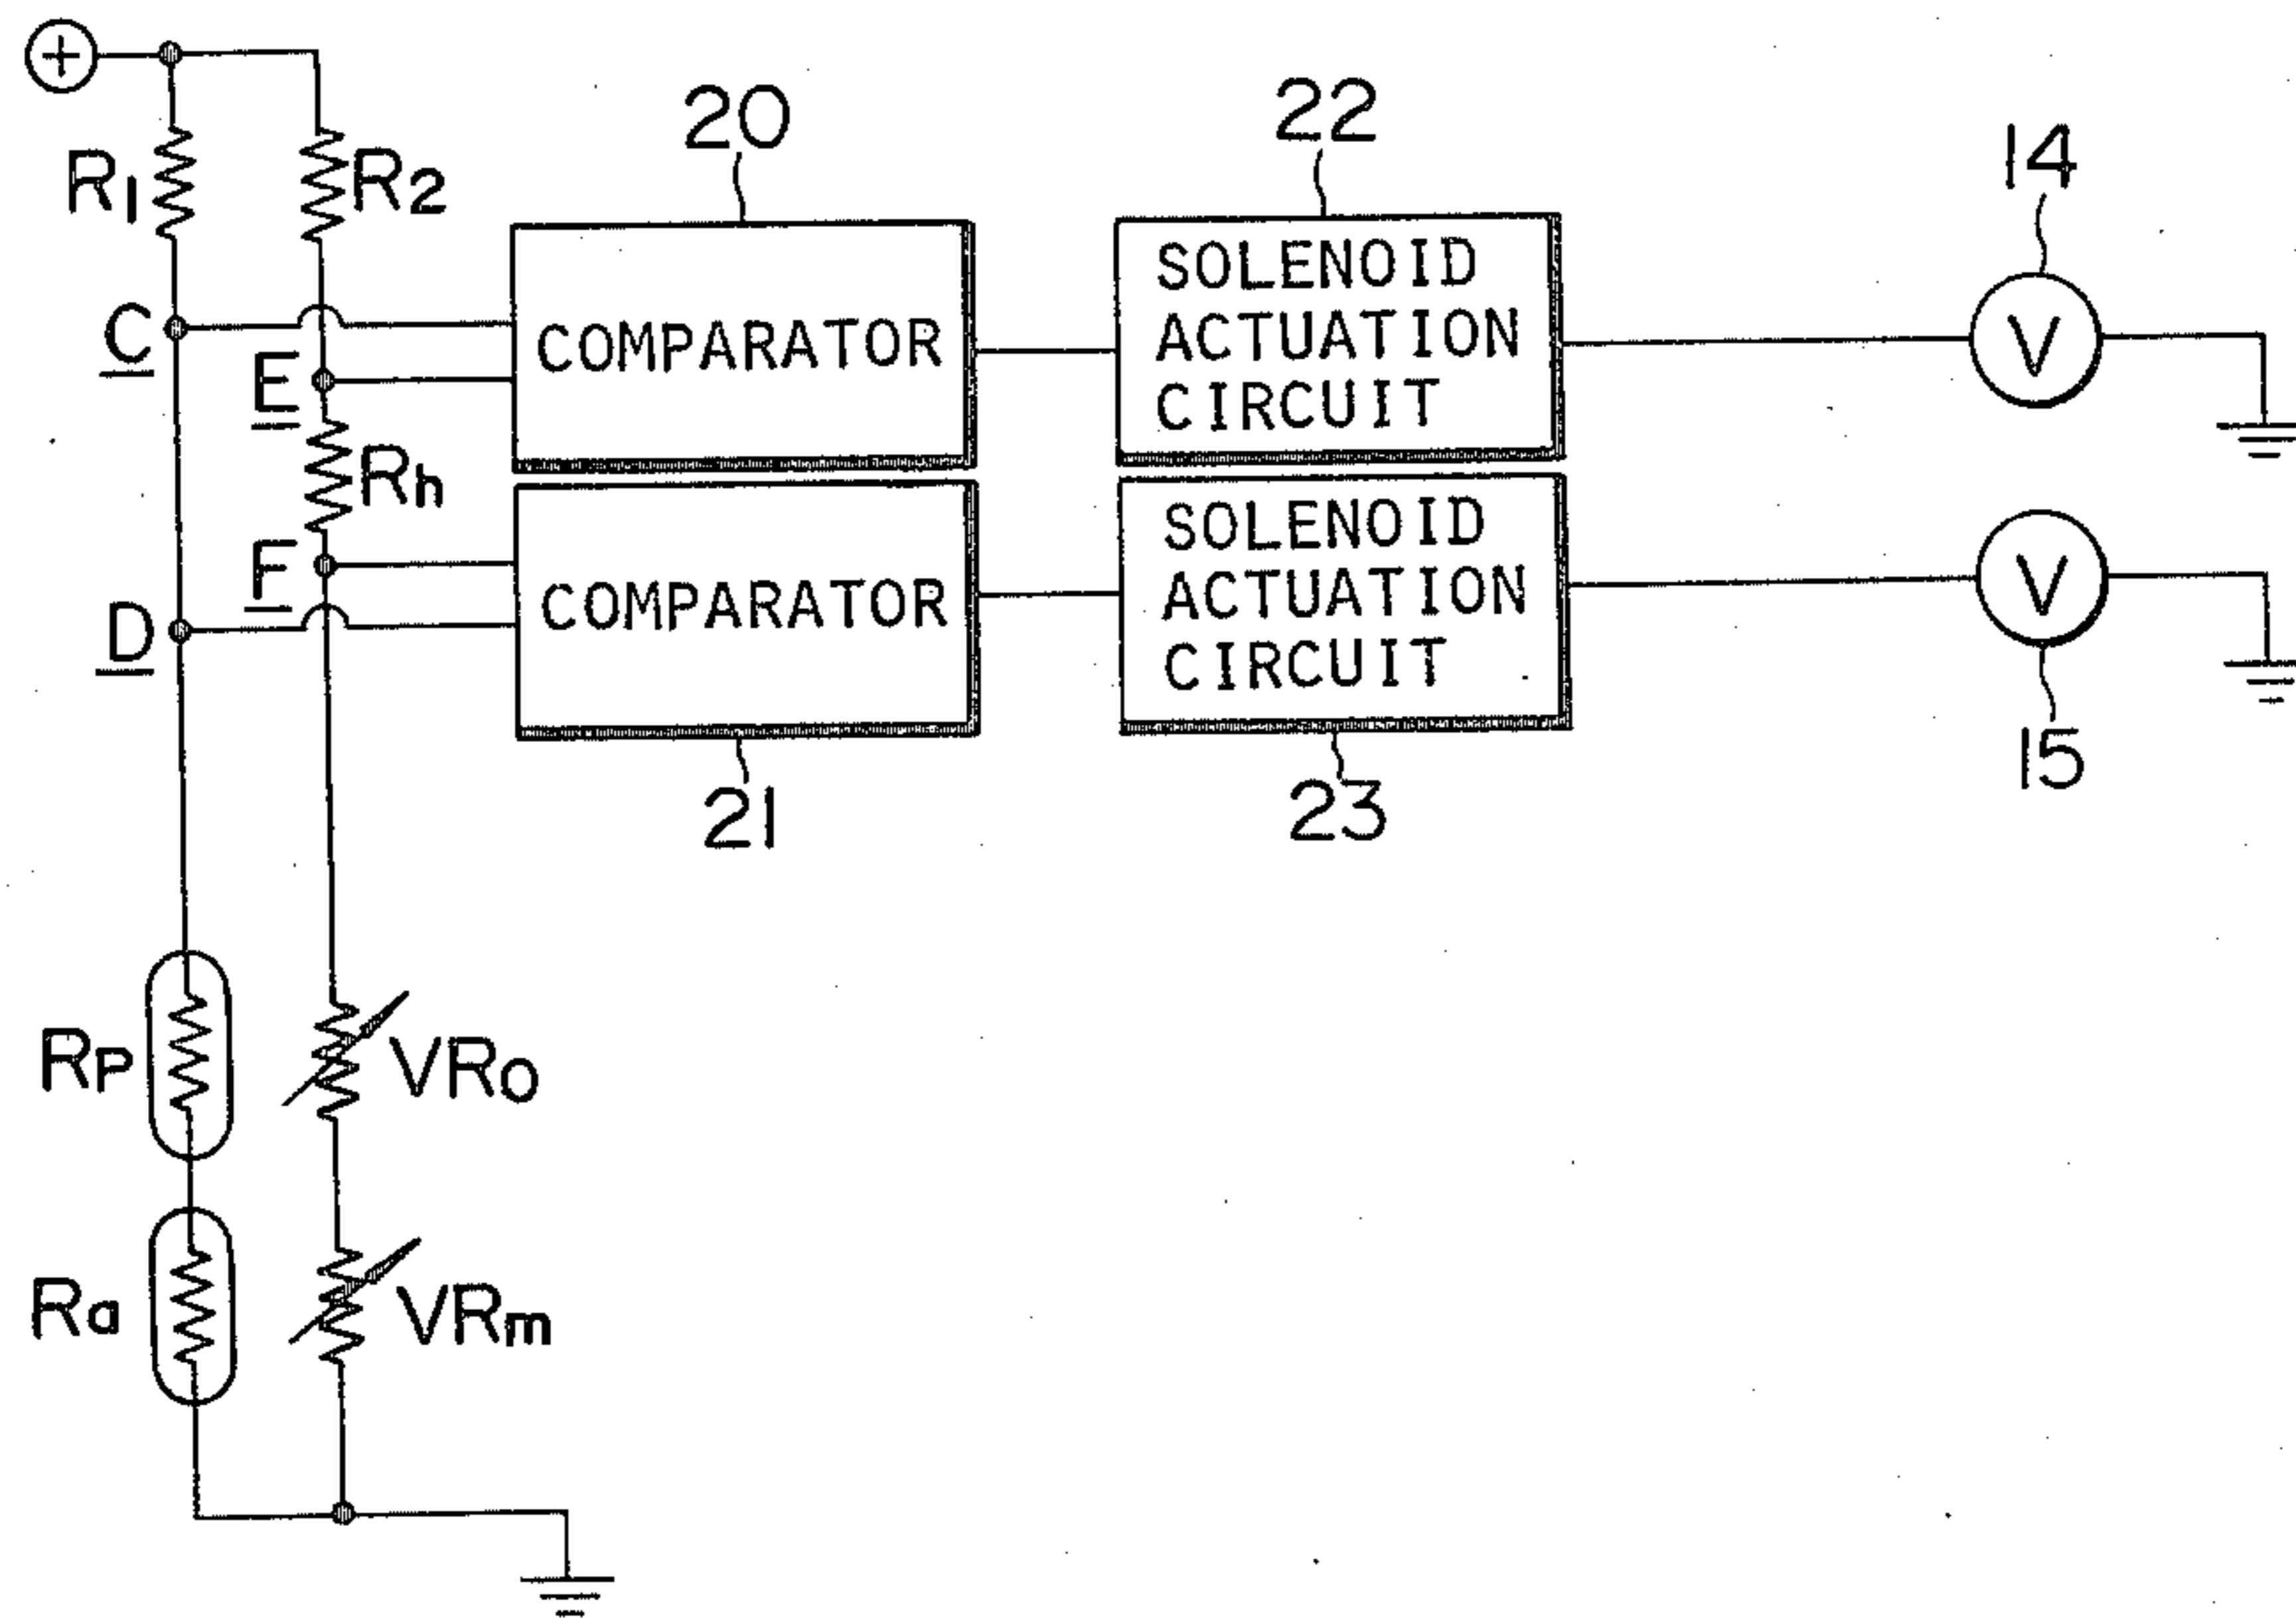 +
20
22
14
R1
R2
C
E
COMPARATOR
SOLENOID
ACTUATION
CIRCUIT
V
Rh
F
D
COMPARATOR
SOLENOID
ACTUATION
CIRCUIT
V
21
23
15
RP
VRO
Ra
VRm